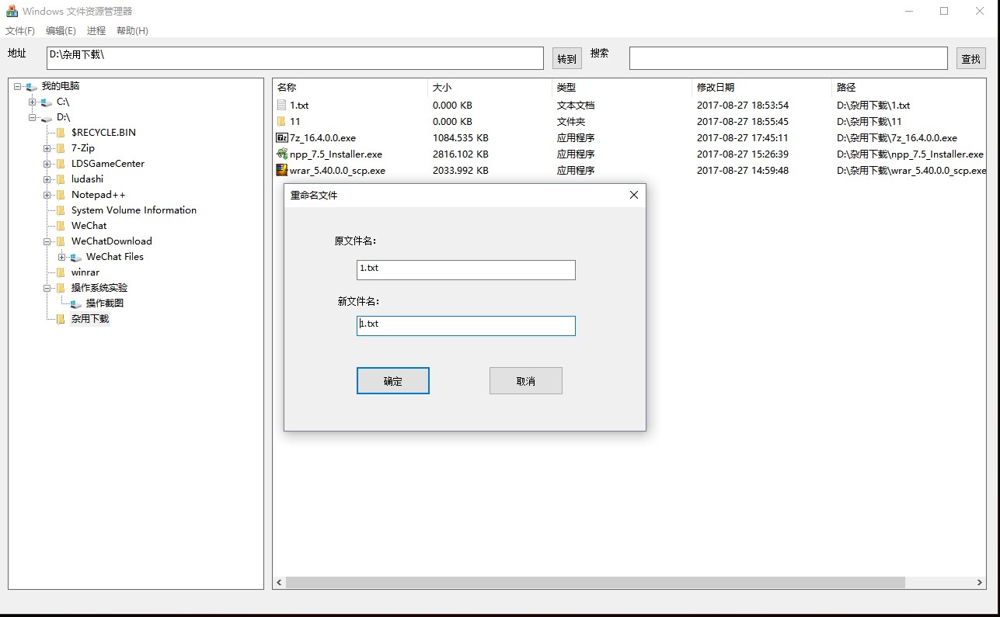 Windows 文件资源管理器
文件(F) 编辑(E) 进程 帮助(H)
地址 D:\杂用下载\ 转到 搜索 查找
我的电脑
C:\
D:\
$RECYCLE.BIN
7-Zip
LDSGameCenter
ludashi
Notepad++
System Volume Information
WeChat
WeChatDownload
WeChat Files
winrar
操作系统实验
操作截图
杂用下载
名称 大小 类型 修改日期 路径
1.txt 0.000 KB 文本文档 2017-08-27 18:53:54 D:\杂用下载\1.txt
11 0.000 KB 文件夹 2017-08-27 18:55:45 D:\杂用下载\11
7z_16.4.0.0.exe 1084.535 KB 应用程序 2017-08-27 17:45:11 D:\杂用下载\7z_16.4.0.0.exe
npp_7.5_Installer.exe 2816.102 KB 应用程序 2017-08-27 15:26:39 D:\杂用下载\npp_7.5_Installer.exe
wrar_5.40.0.0_scp.exe 2033.992 KB 应用程序 2017-08-27 14:59:48 D:\杂用下载\wrar_5.40.0.0_scp.exe
重命名文件
原文件名：
1.txt
新文件名：
1.txt
确定 取消